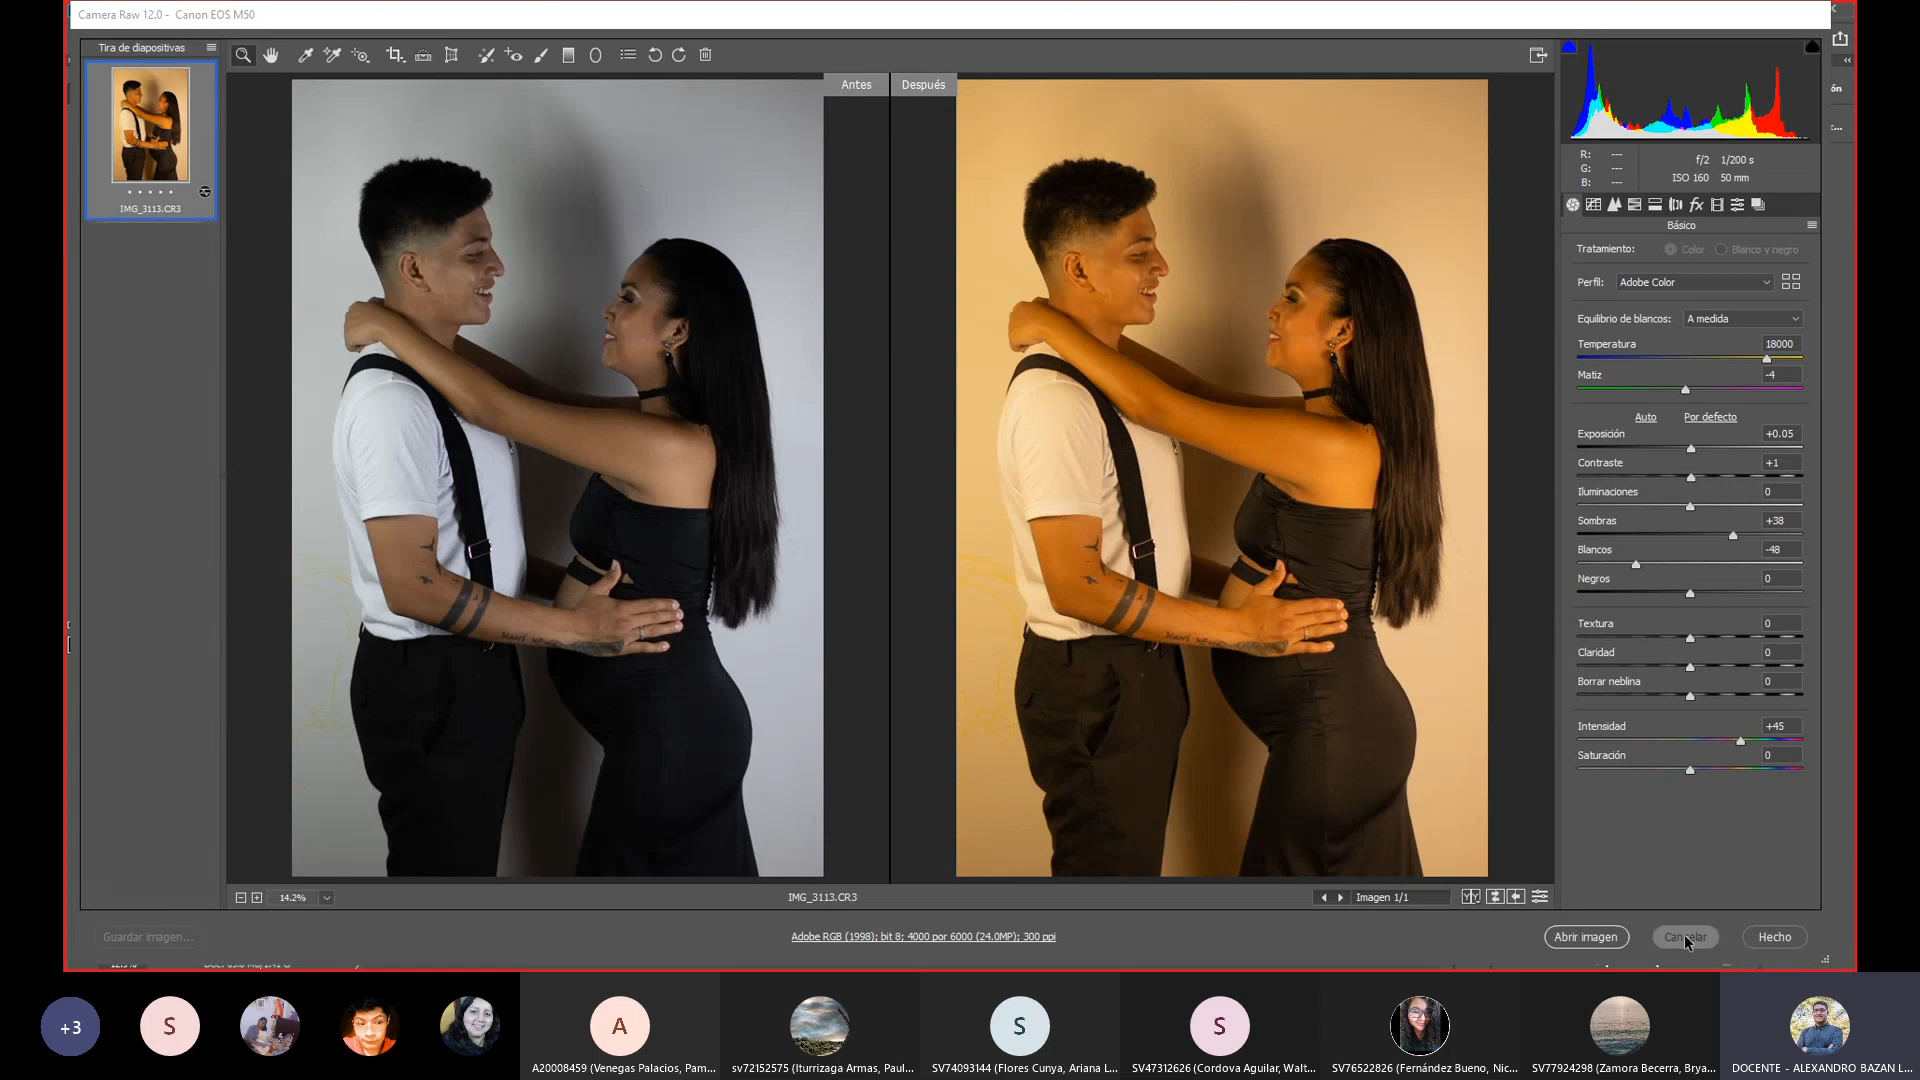 Camera Raw 12.0 - Canon EOS M50
Tira de diapositivas
IMG_3113.CR3
Antes
Después
R: ---
G: ---
B: ---
f/2 1/200 s
ISO 160 50 mm
Básico
Tratamiento: Color Blanco y negro
Perfil: Adobe Color
Equilibrio de blancos: A medida
Temperatura 18000
Matiz -4
Auto Por defecto
Exposición +0.05
Contraste +1
Iluminaciones 0
Sombras +38
Blancos -48
Negros 0
Textura 0
Claridad 0
Borrar neblina 0
Intensidad +45
Saturación 0
14.2%
IMG_3113.CR3
Imagen 1/1
Guardar imagen...
Adobe RGB (1998); bit 8; 4000 por 6000 (24.0MP); 300 ppi
Abrir imagen
Cancelar
Hecho
+3
S
A
S
S
A20008459 (Venegas Palacios, Pam...
sv72152575 (Iturrizaga Armas, Paul...
SV74093144 (Flores Cunya, Ariana L...
SV47312626 (Cordova Aguilar, Walt...
SV76522826 (Fernández Bueno, Nic...
SV77924298 (Zamora Becerra, Brya...
DOCENTE - ALEXANDRO BAZAN L...